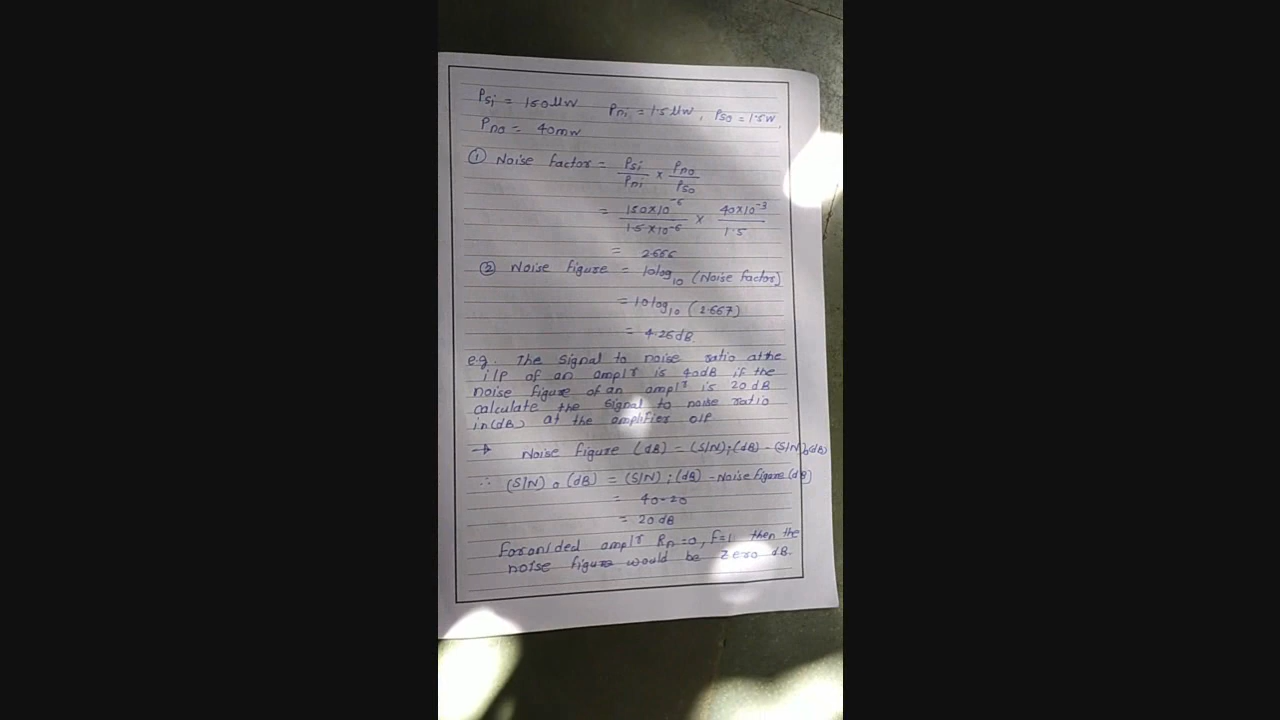 Psi = 150 μw Pni = 1.5 μw, Pso = 1.5w,
Pno = 40mw
① Noise factor = Psi/Pni × Pno/Pso
= 150×10⁻⁶/1.5×10⁻⁶ × 40×10⁻³/1.5
= 2.666
② Noise figure = 10log₁₀ (Noise factor)
= 10log₁₀ (2.667)
= 4.26dB.
e.g. The signal to noise ratio at the
i/p of an amplr is 40dB if the
noise figure of an amplr is 20 dB
calculate the signal to noise ratio
in(dB) at the amplifier o/p.
→ Noise figure (dB) = (S/N)i(dB) - (S/N)o(dB)
∴ (S/N)o (dB) = (S/N)i(dB) - Noise figure(dB)
= 40-20
= 20 dB
For an ided amplr Rn =0, F=1 then the
noise figure would be zero dB.